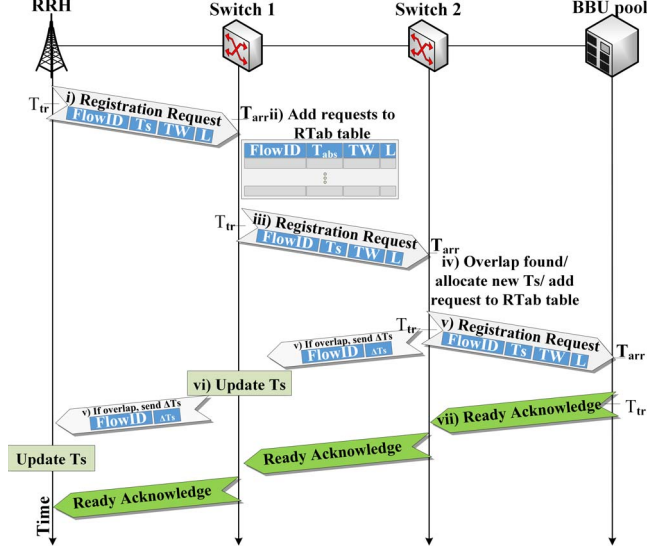 RRH
Switch 1
Switch 2
BBU pool
i) Registration Request
FlowID Ts TW L
Ttr
Tarr
ii) Add requests to
RTab table
FlowID Tabs TW L
Ttr
iii) Registration Request
FlowID Ts TW L
Tarr
iv) Overlap found/
allocate new Ts/ add
request to RTab table
Ttr
v) Registration Request
FlowID Ts TW L
Tarr
v) If overlap, send ΔTs
FlowID ΔTs
vi) Update Ts
v) If overlap, send ΔTs
FlowID ΔTs
vii) Ready Acknowledge
Ttr
Update Ts
Ready Acknowledge
Ready Acknowledge
Time